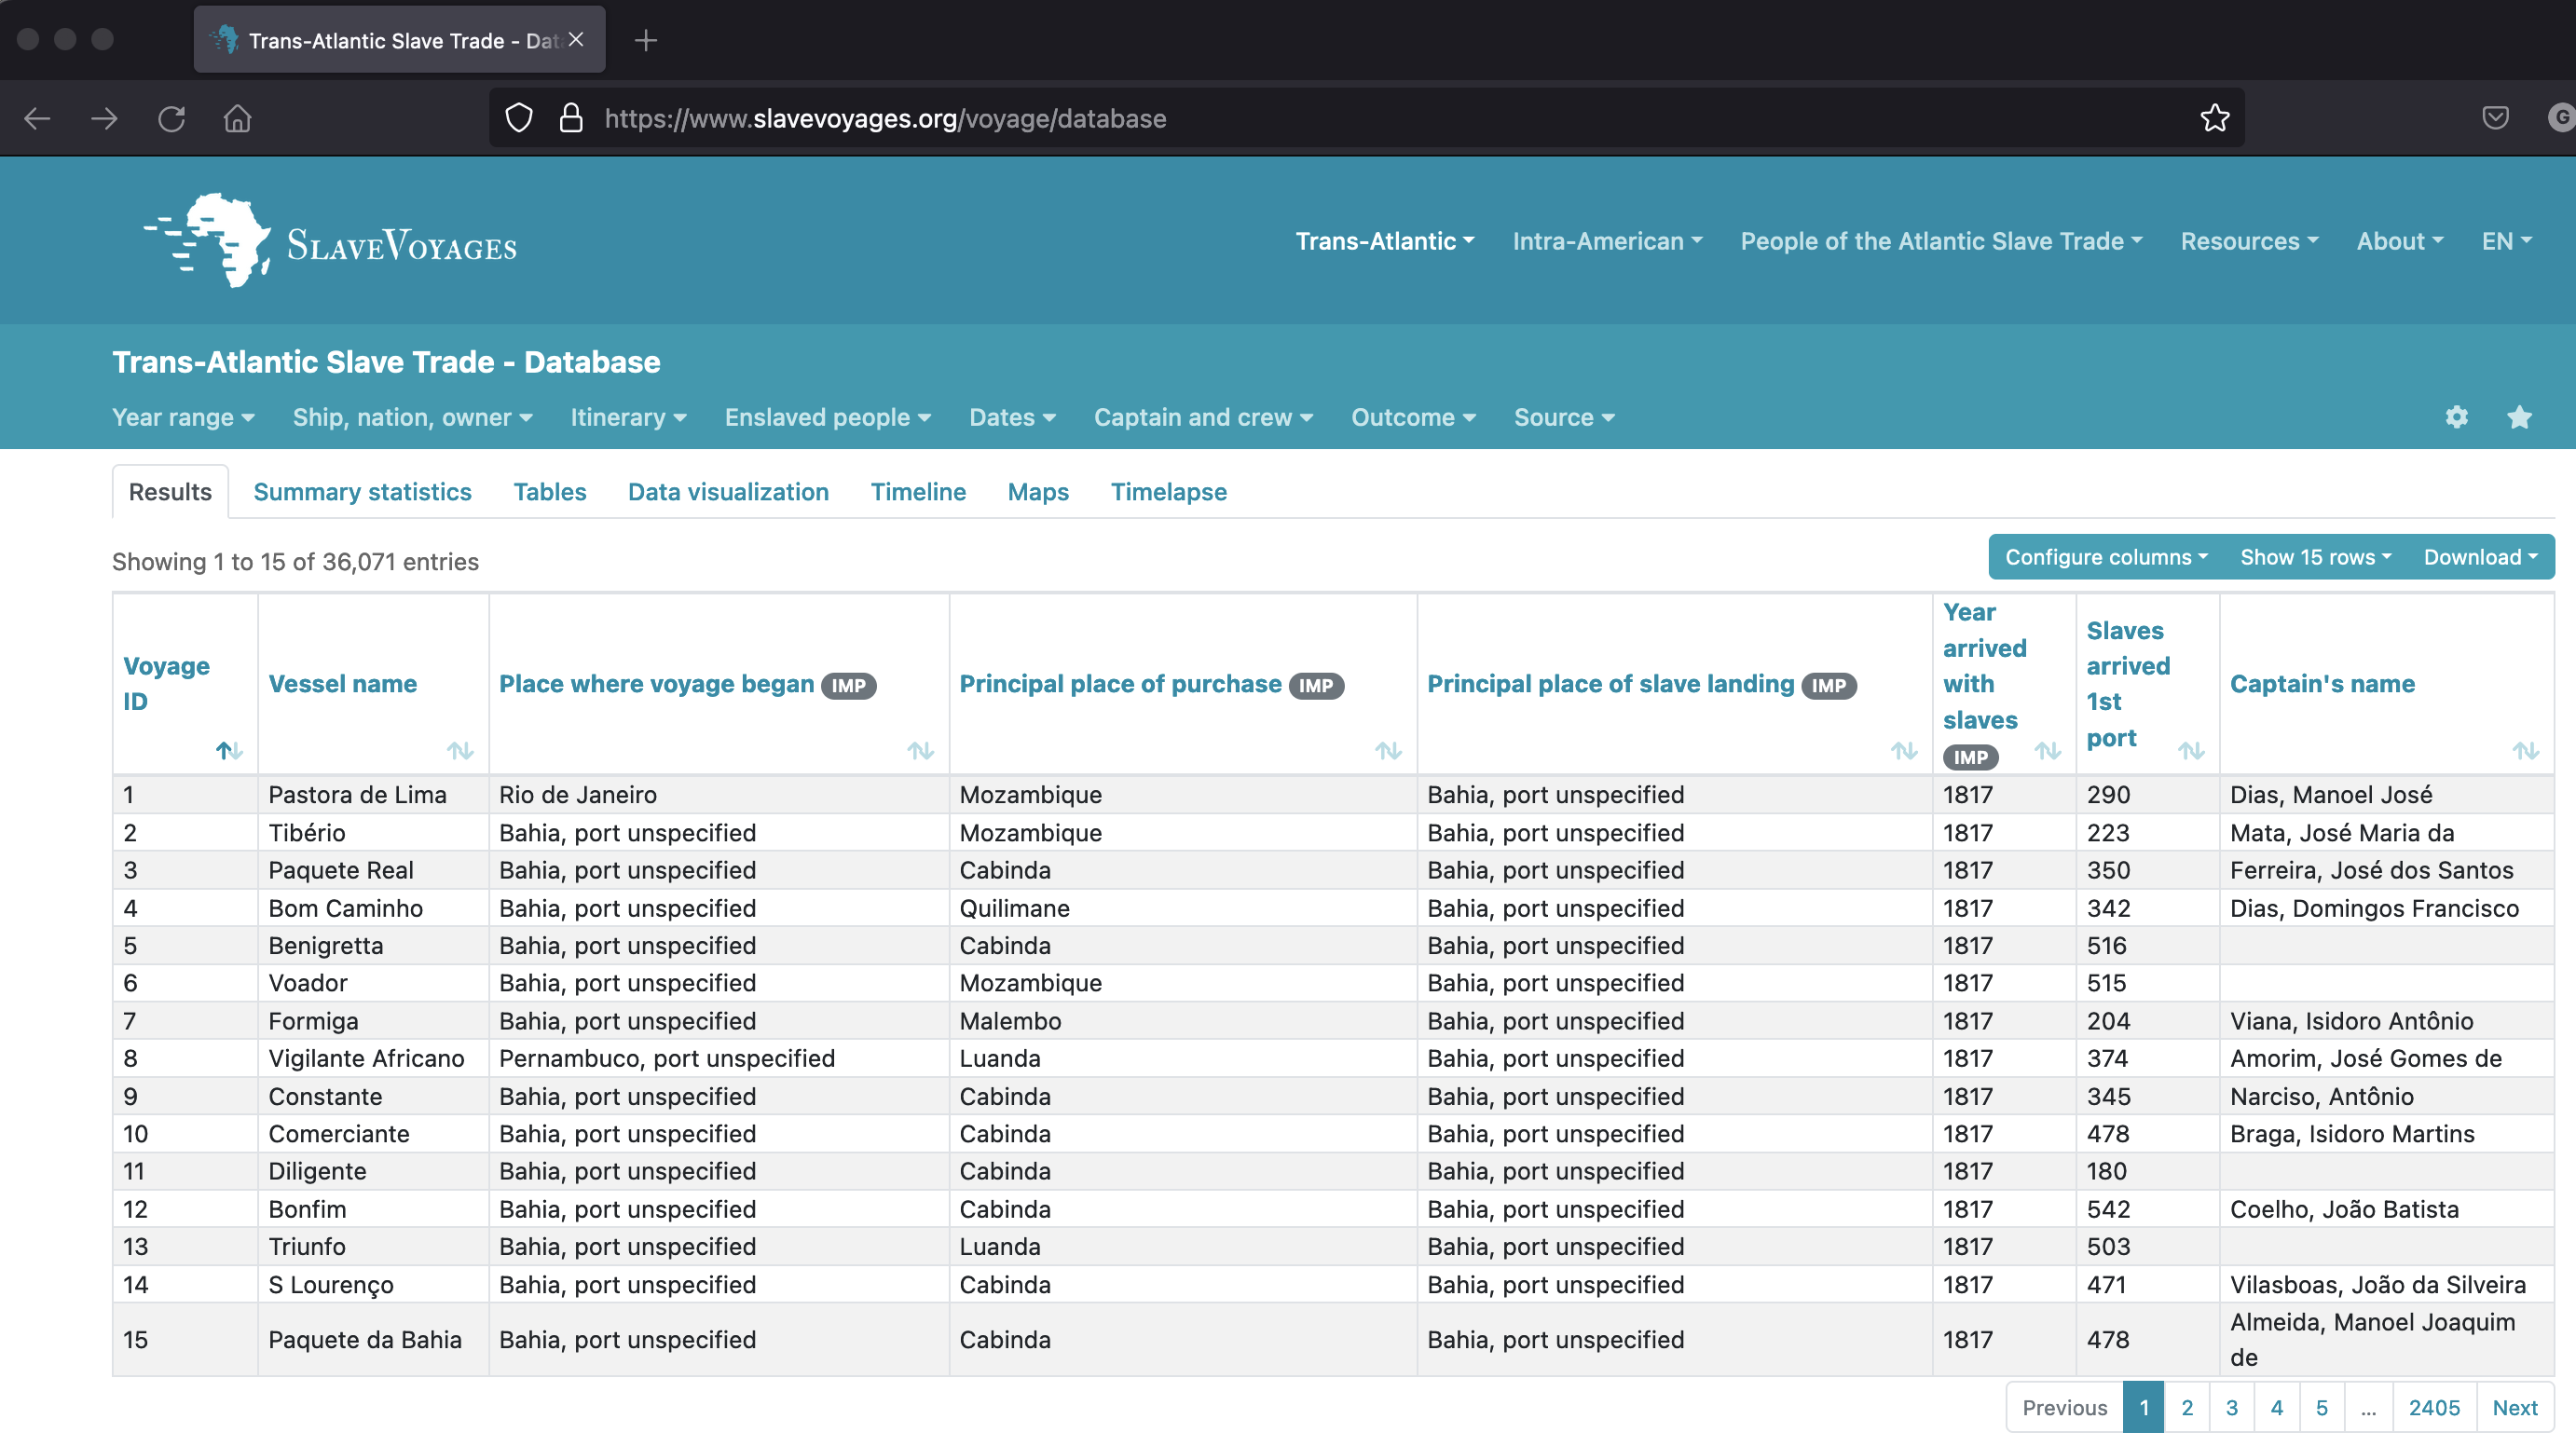 Trans-Atlantic Slave Trade - Dat
https://www.slavevoyages.org/voyage/database
G
SLAVEVOYAGES
Trans-Atlantic Intra-American People of the Atlantic Slave Trade Resources About EN
Trans-Atlantic Slave Trade - Database
Year range Ship, nation, owner Itinerary Enslaved people Dates Captain and crew Outcome Source
Results Summary statistics Tables Data visualization Timeline Maps Timelapse
Showing 1 to 15 of 36,071 entries
Configure columns Show 15 rows Download
Voyage ID Vessel name Place where voyage began IMP Principal place of purchase IMP Principal place of slave landing IMP Year arrived with slaves IMP Slaves arrived 1st port Captain's name
1 Pastora de Lima Rio de Janeiro Mozambique Bahia, port unspecified 1817 290 Dias, Manoel José
2 Tibério Bahia, port unspecified Mozambique Bahia, port unspecified 1817 223 Mata, José Maria da
3 Paquete Real Bahia, port unspecified Cabinda Bahia, port unspecified 1817 350 Ferreira, José dos Santos
4 Bom Caminho Bahia, port unspecified Quilimane Bahia, port unspecified 1817 342 Dias, Domingos Francisco
5 Benigretta Bahia, port unspecified Cabinda Bahia, port unspecified 1817 516
6 Voador Bahia, port unspecified Mozambique Bahia, port unspecified 1817 515
7 Formiga Bahia, port unspecified Malembo Bahia, port unspecified 1817 204 Viana, Isidoro Antônio
8 Vigilante Africano Pernambuco, port unspecified Luanda Bahia, port unspecified 1817 374 Amorim, José Gomes de
9 Constante Bahia, port unspecified Cabinda Bahia, port unspecified 1817 345 Narciso, Antônio
10 Comerciante Bahia, port unspecified Cabinda Bahia, port unspecified 1817 478 Braga, Isidoro Martins
11 Diligente Bahia, port unspecified Cabinda Bahia, port unspecified 1817 180
12 Bonfim Bahia, port unspecified Cabinda Bahia, port unspecified 1817 542 Coelho, João Batista
13 Triunfo Bahia, port unspecified Luanda Bahia, port unspecified 1817 503
14 S Lourenço Bahia, port unspecified Cabinda Bahia, port unspecified 1817 471 Vilasboas, João da Silveira
15 Paquete da Bahia Bahia, port unspecified Cabinda Bahia, port unspecified 1817 478 Almeida, Manoel Joaquim de
Previous 1 2 3 4 5 ... 2405 Next